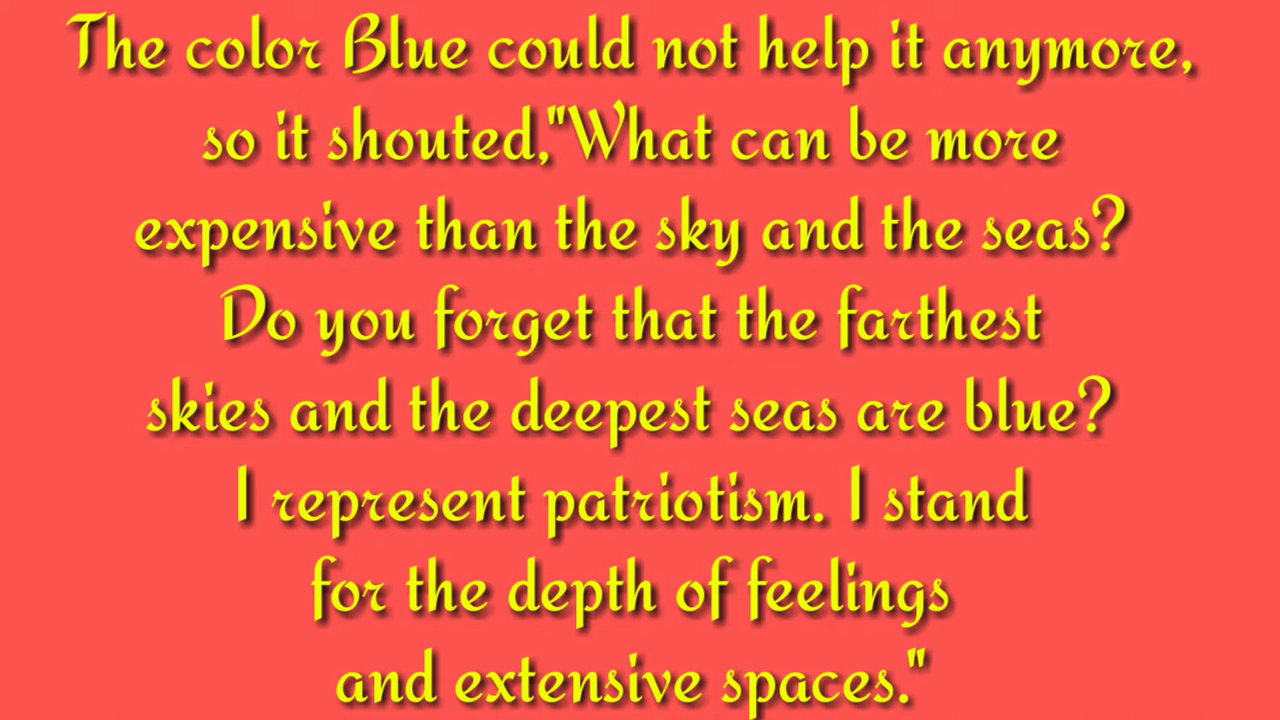 The color Blue could not help it anymore,
so it shouted,"What can be more
expensive than the sky and the seas?
Do you forget that the farthest
skies and the deepest seas are blue?
I represent patriotism. I stand
for the depth of feelings
and extensive spaces."